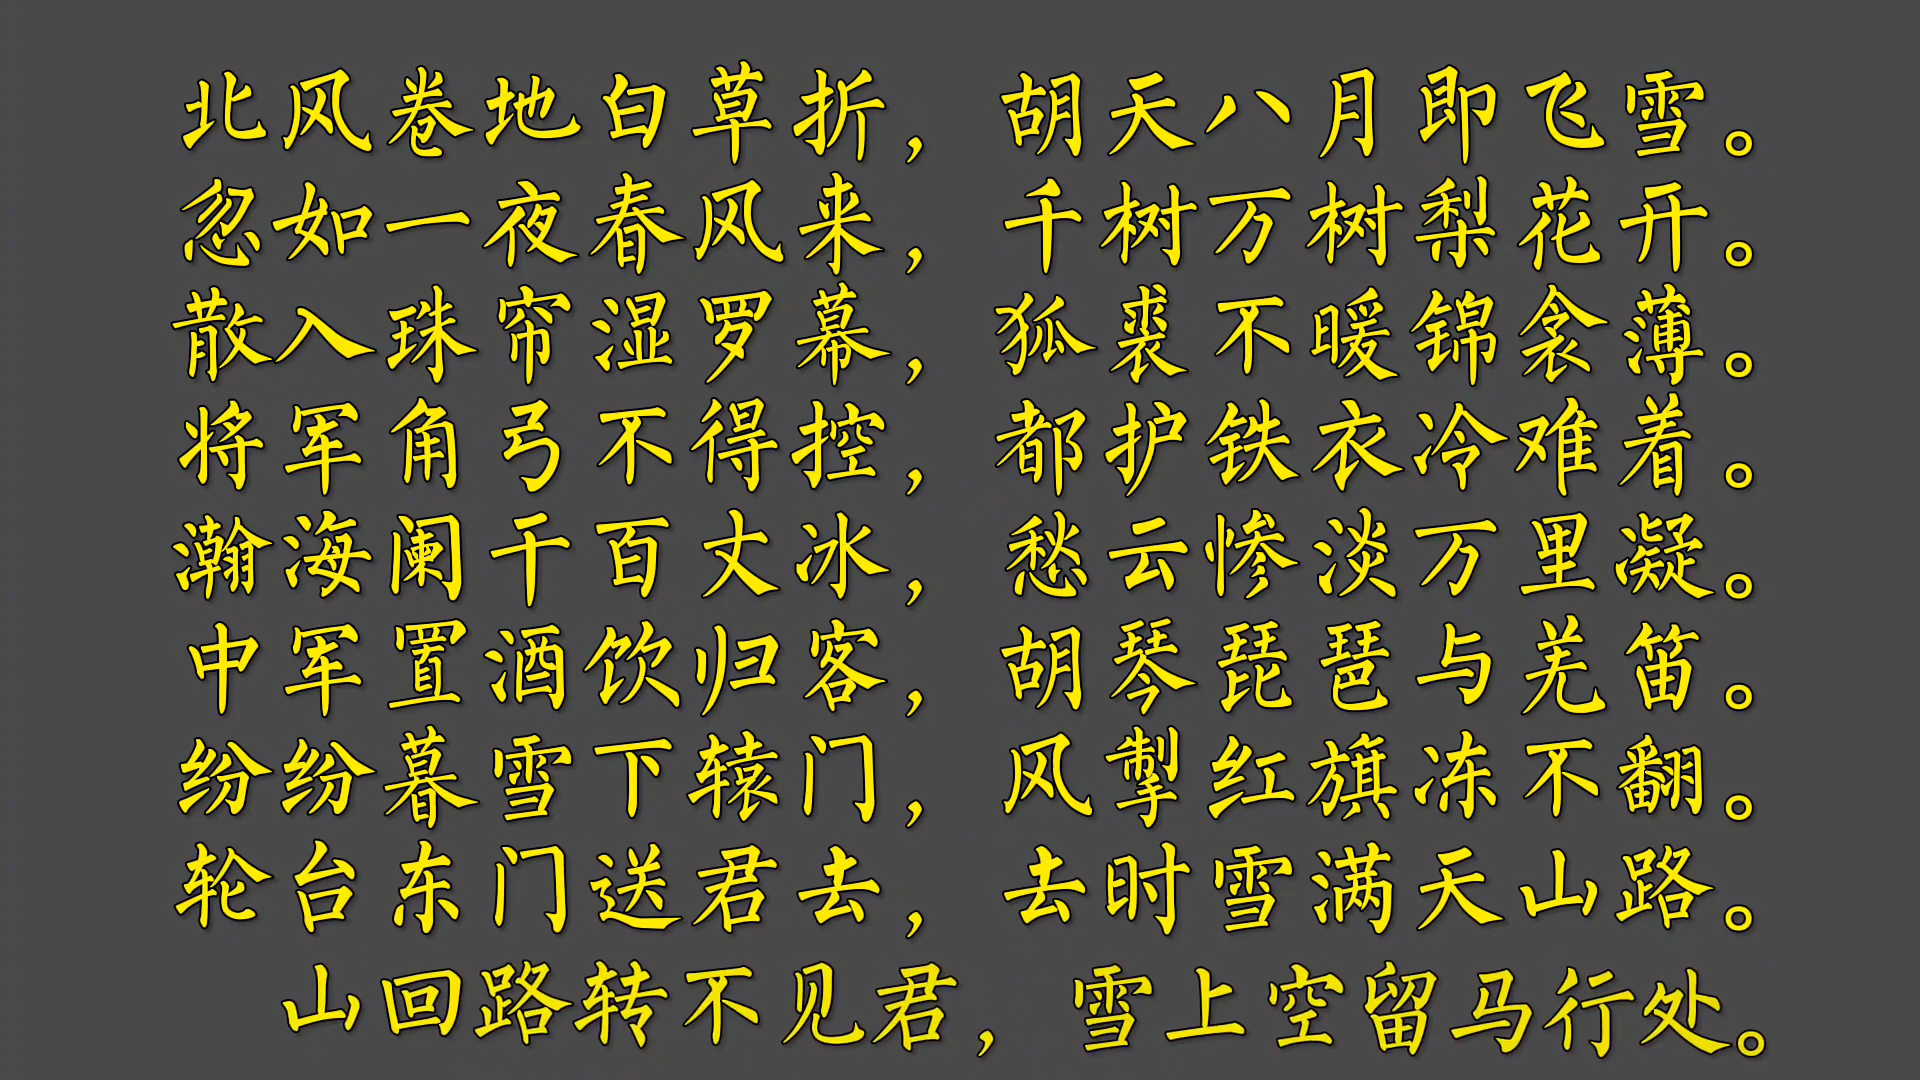 北风卷地白草折，胡天八月即飞雪。
忽如一夜春风来，千树万树梨花开。
散入珠帘湿罗幕，狐裘不暖锦衾薄。
将军角弓不得控，都护铁衣冷难着。
瀚海阑干百丈冰，愁云惨淡万里凝。
中军置酒饮归客，胡琴琵琶与羌笛。
纷纷暮雪下辕门，风掣红旗冻不翻。
轮台东门送君去，去时雪满天山路。
山回路转不见君，雪上空留马行处。